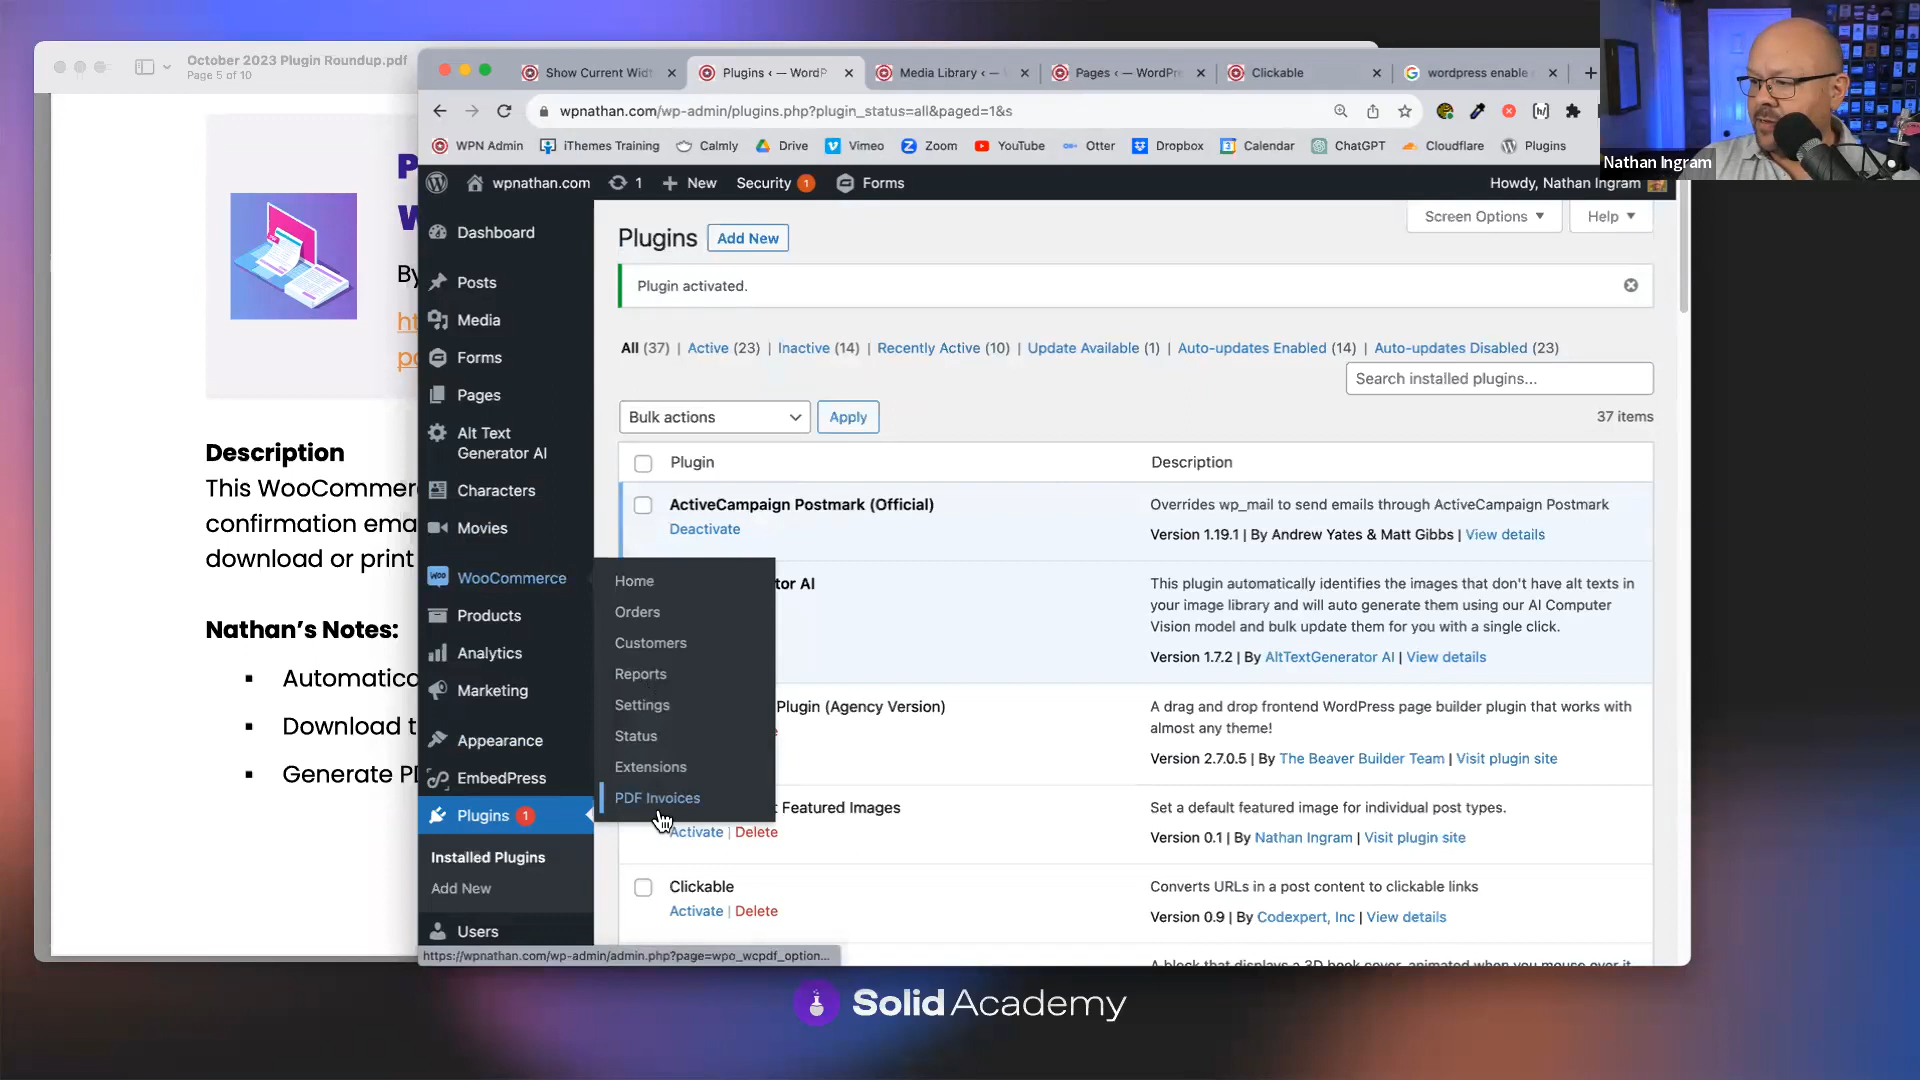 October 2023 Plugin Roundup.pdf
Page 5 of 10
By
Description
This WooCommer
confirmation ema
download or print
Nathan's Notes:
▪ Automatica
▪ Download t
▪ Generate P
Show Current Wid
Plugins ‹ — WordP
Media Library ‹ —
Pages ‹ — WordPre
Clickable
wordpress enable
wpnathan.com/wp-admin/plugins.php?plugin_status=all&paged=1&s
WPN Admin
iThemes Training
Calmly
Drive
Vimeo
Zoom
YouTube
Otter
Dropbox
Calendar
ChatGPT
Cloudflare
Plugins
Nathan Ingram
wpnathan.com
1
New
Security 1
Forms
Howdy, Nathan Ingram
Dashboard
Posts
Media
Forms
Pages
Alt Text
Generator AI
Characters
Movies
WooCommerce
Products
Analytics
Marketing
Appearance
EmbedPress
Plugins 1
Installed Plugins
Add New
Users
Home
Orders
Customers
Reports
Settings
Status
Extensions
PDF Invoices
Screen Options ▼
Help ▼
Plugins
Add New
Plugin activated.
All (37) | Active (23) | Inactive (14) | Recently Active (10) | Update Available (1) | Auto-updates Enabled (14) | Auto-updates Disabled (23)
Search installed plugins...
Bulk actions
Apply
37 items
Plugin
Description
ActiveCampaign Postmark (Official)
Deactivate
Overrides wp_mail to send emails through ActiveCampaign Postmark
Version 1.19.1 | By Andrew Yates & Matt Gibbs | View details
tor AI
This plugin automatically identifies the images that don't have alt texts in
your image library and will auto generate them using our AI Computer
Vision model and bulk update them for you with a single click.
Version 1.7.2 | By AltTextGenerator AI | View details
Plugin (Agency Version)
A drag and drop frontend WordPress page builder plugin that works with
almost any theme!
Version 2.7.0.5 | By The Beaver Builder Team | Visit plugin site
t Featured Images
Activate | Delete
Set a default featured image for individual post types.
Version 0.1 | By Nathan Ingram | Visit plugin site
Clickable
Activate | Delete
Converts URLs in a post content to clickable links
Version 0.9 | By Codexpert, Inc | View details
A block that displays a 3D book cover, animated when you mouse over it
https://wpnathan.com/wp-admin/admin.php?page=wpo_wcpdf_option...
Solid Academy